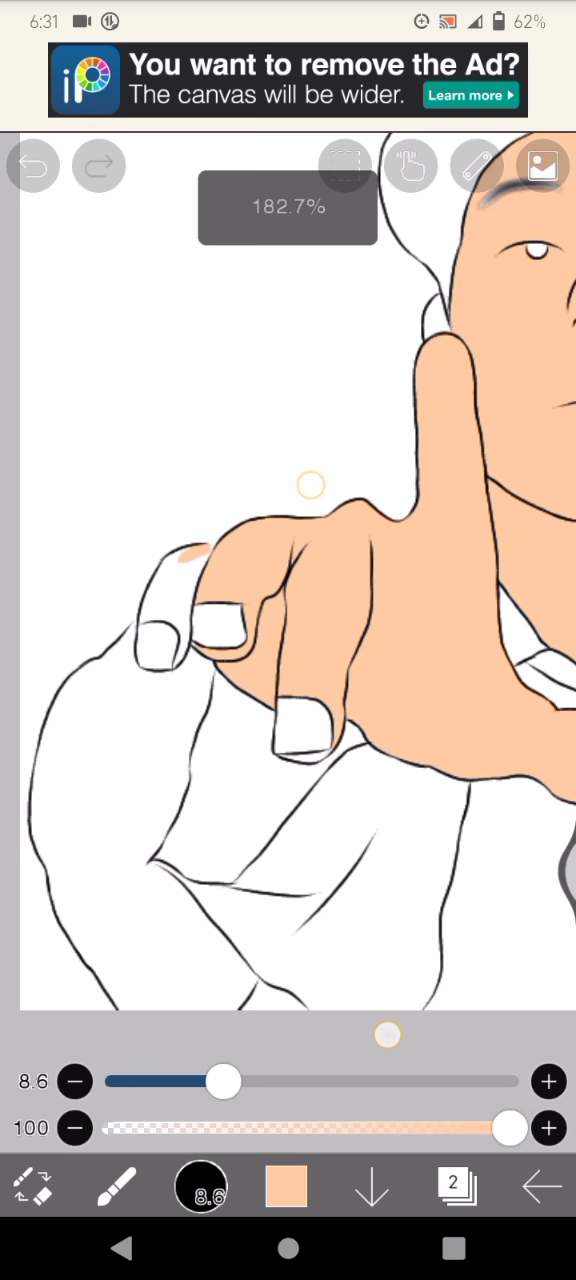 6:31
62%
iP
You want to remove the Ad?
The canvas will be wider.
Learn more
182.7%
8.6
100
8.6
2